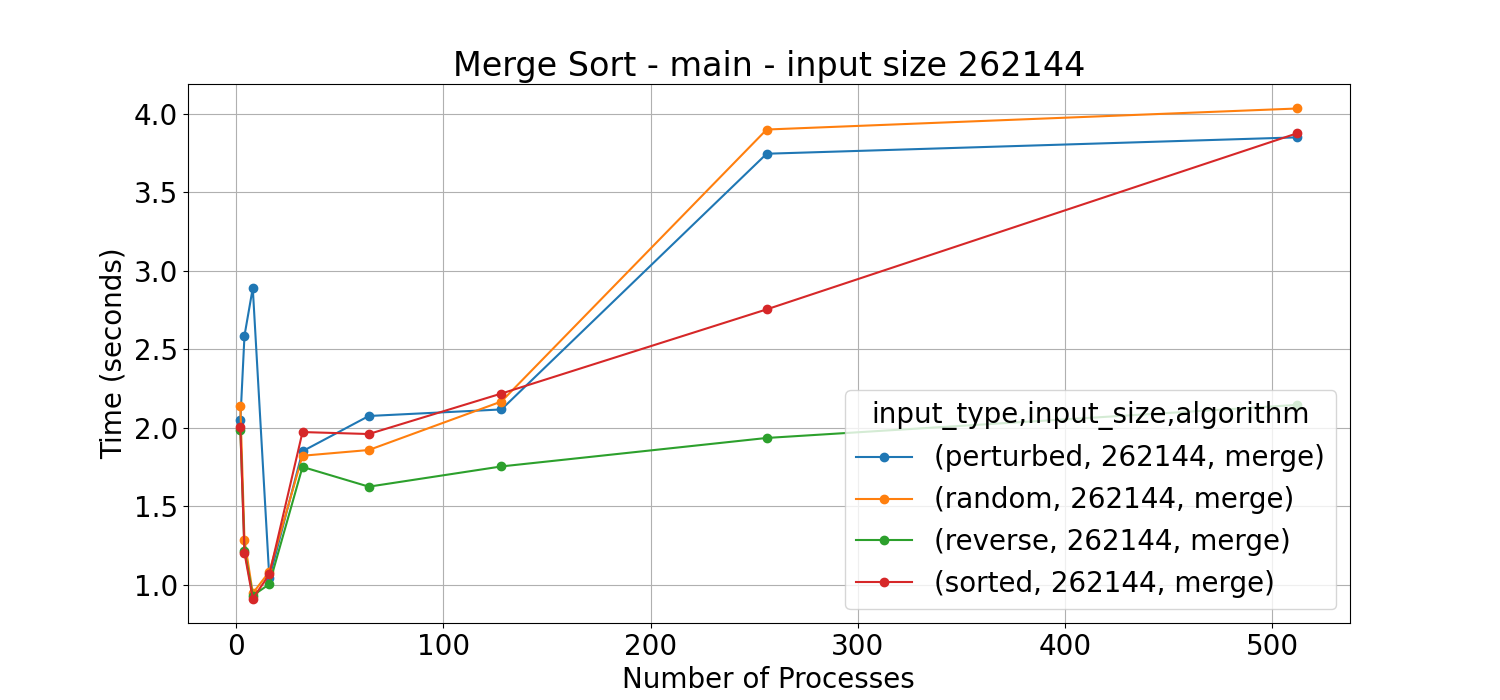 Merge Sort - main - input size 262144
Time (seconds)
4.0
3.5
3.0
2.5
2.0
1.5
1.0
0 100 200 300 400 500
Number of Processes
input_type,input_size,algorithm
(perturbed, 262144, merge)
(random, 262144, merge)
(reverse, 262144, merge)
(sorted, 262144, merge)